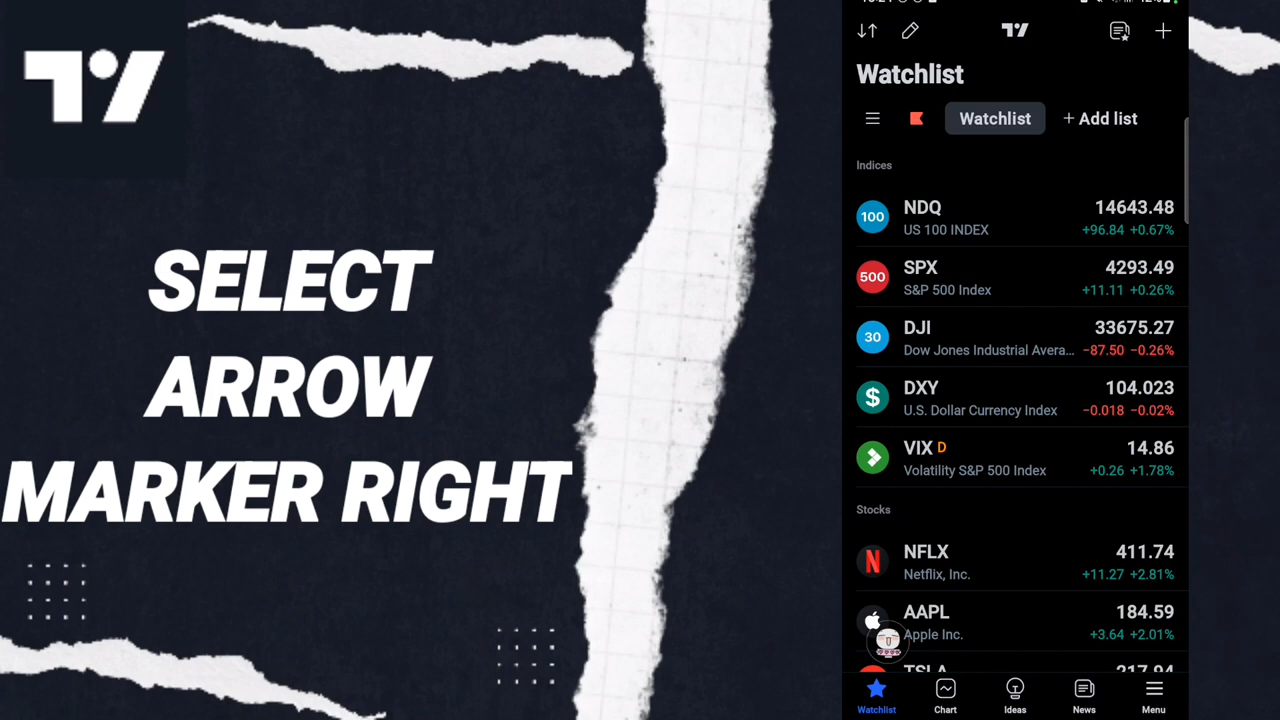 SELECT
ARROW
MARKER RIGHT
Watchlist
Watchlist
+ Add list
Indices
100
NDQ
14643.48
US 100 INDEX
+96.84 +0.67%
500
SPX
4293.49
S&P 500 Index
+11.11 +0.26%
30
DJI
33675.27
Dow Jones Industrial Avera...
−87.50 −0.26%
$
DXY
104.023
U.S. Dollar Currency Index
−0.018 −0.02%
VIX D
14.86
Volatility S&P 500 Index
+0.26 +1.78%
Stocks
N
NFLX
411.74
Netflix, Inc.
+11.27 +2.81%
AAPL
184.59
Apple Inc.
+3.64 +2.01%
TSLA
217.94
Watchlist
Chart
Ideas
News
Menu